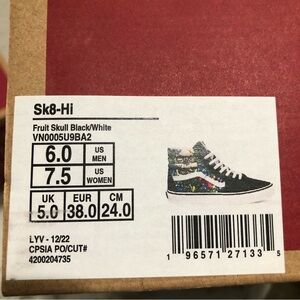 Sk8-Hi
Fruit Skull Black/White
VN0005U9BA2
6.0 US MEN
7.5 US WOMEN
UK EUR CM
5.0 38.0 24.0
LYV - 12/22
CPSIA PO/CUT#
4200204735
1 96571 27133 5